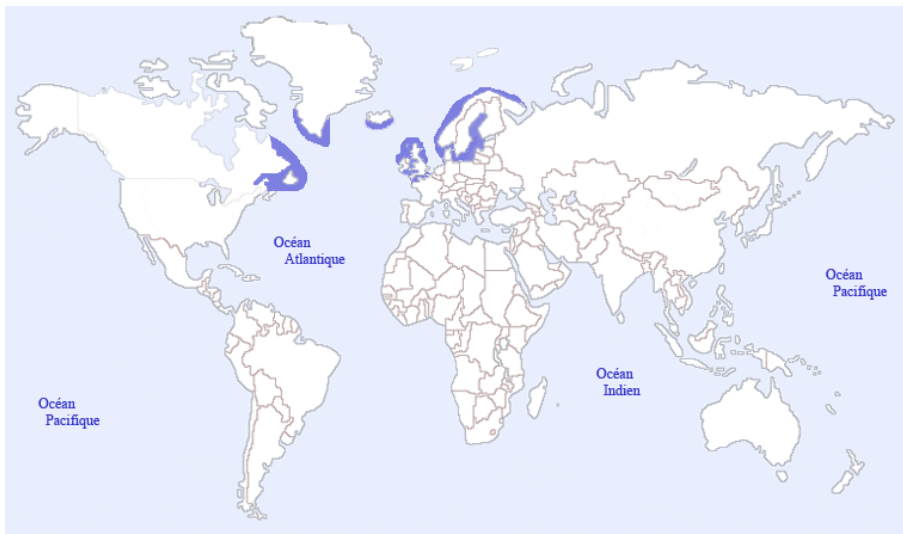 Océan
Atlantique
Océan
Pacifique
Océan
Indien
Océan
Pacifique